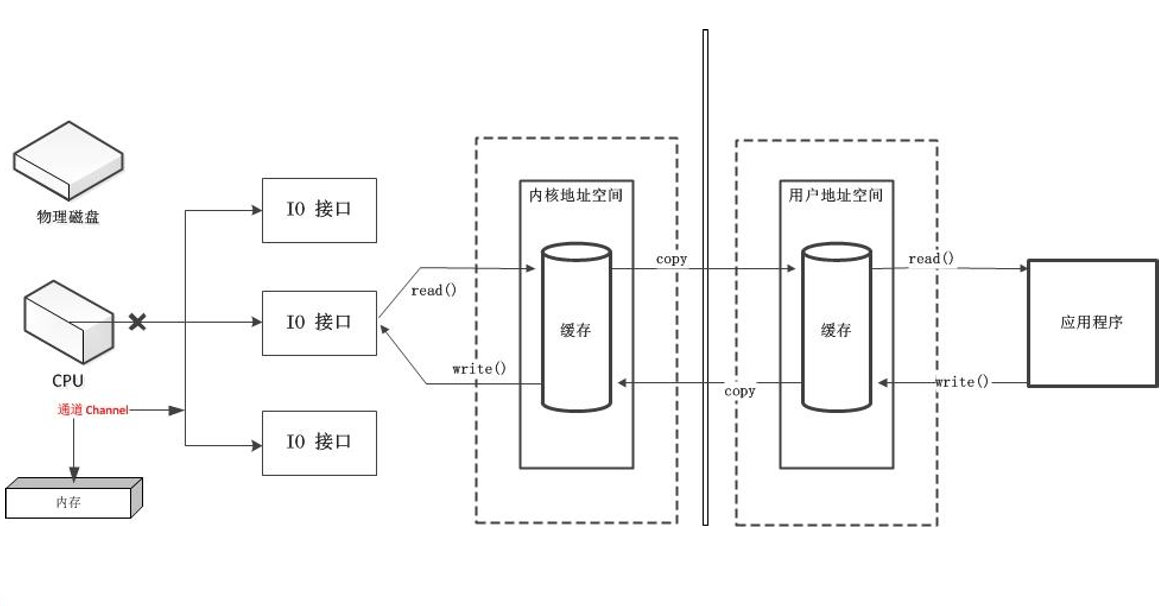 物理磁盘
CPU
通道 Channel
内存
IO 接口
IO 接口
IO 接口
read()
write()
内核地址空间
缓存
copy
copy
用户地址空间
缓存
read()
write()
应用程序